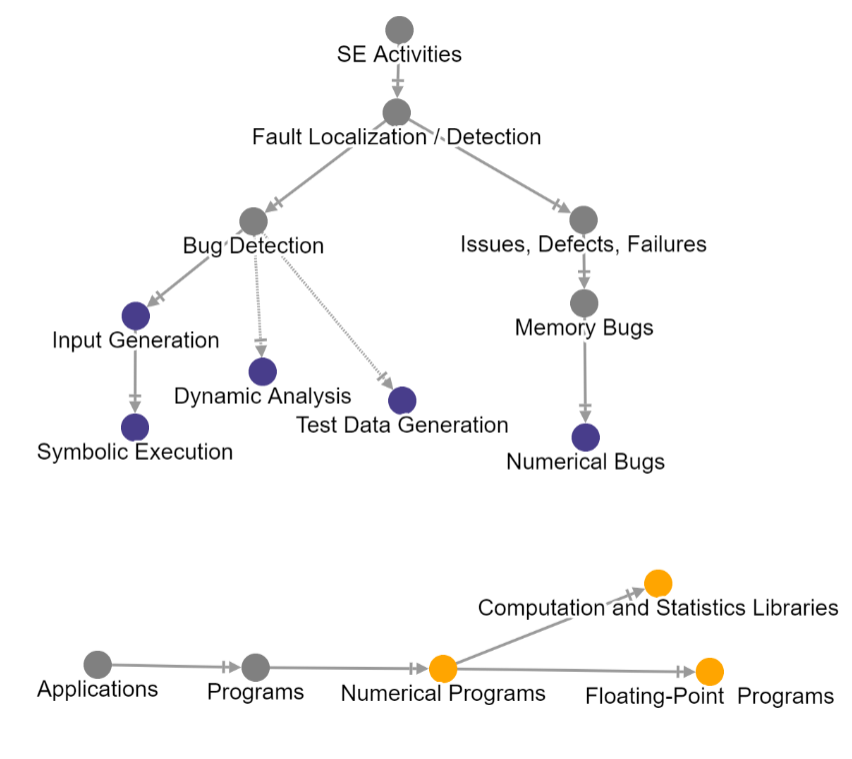 SE Activities
Fault Localization / Detection
Bug Detection
Issues, Defects, Failures
Input Generation
Memory Bugs
Dynamic Analysis
Test Data Generation
Symbolic Execution
Numerical Bugs
Computation and Statistics Libraries
Applications
Programs
Numerical Programs
Floating-Point  Programs